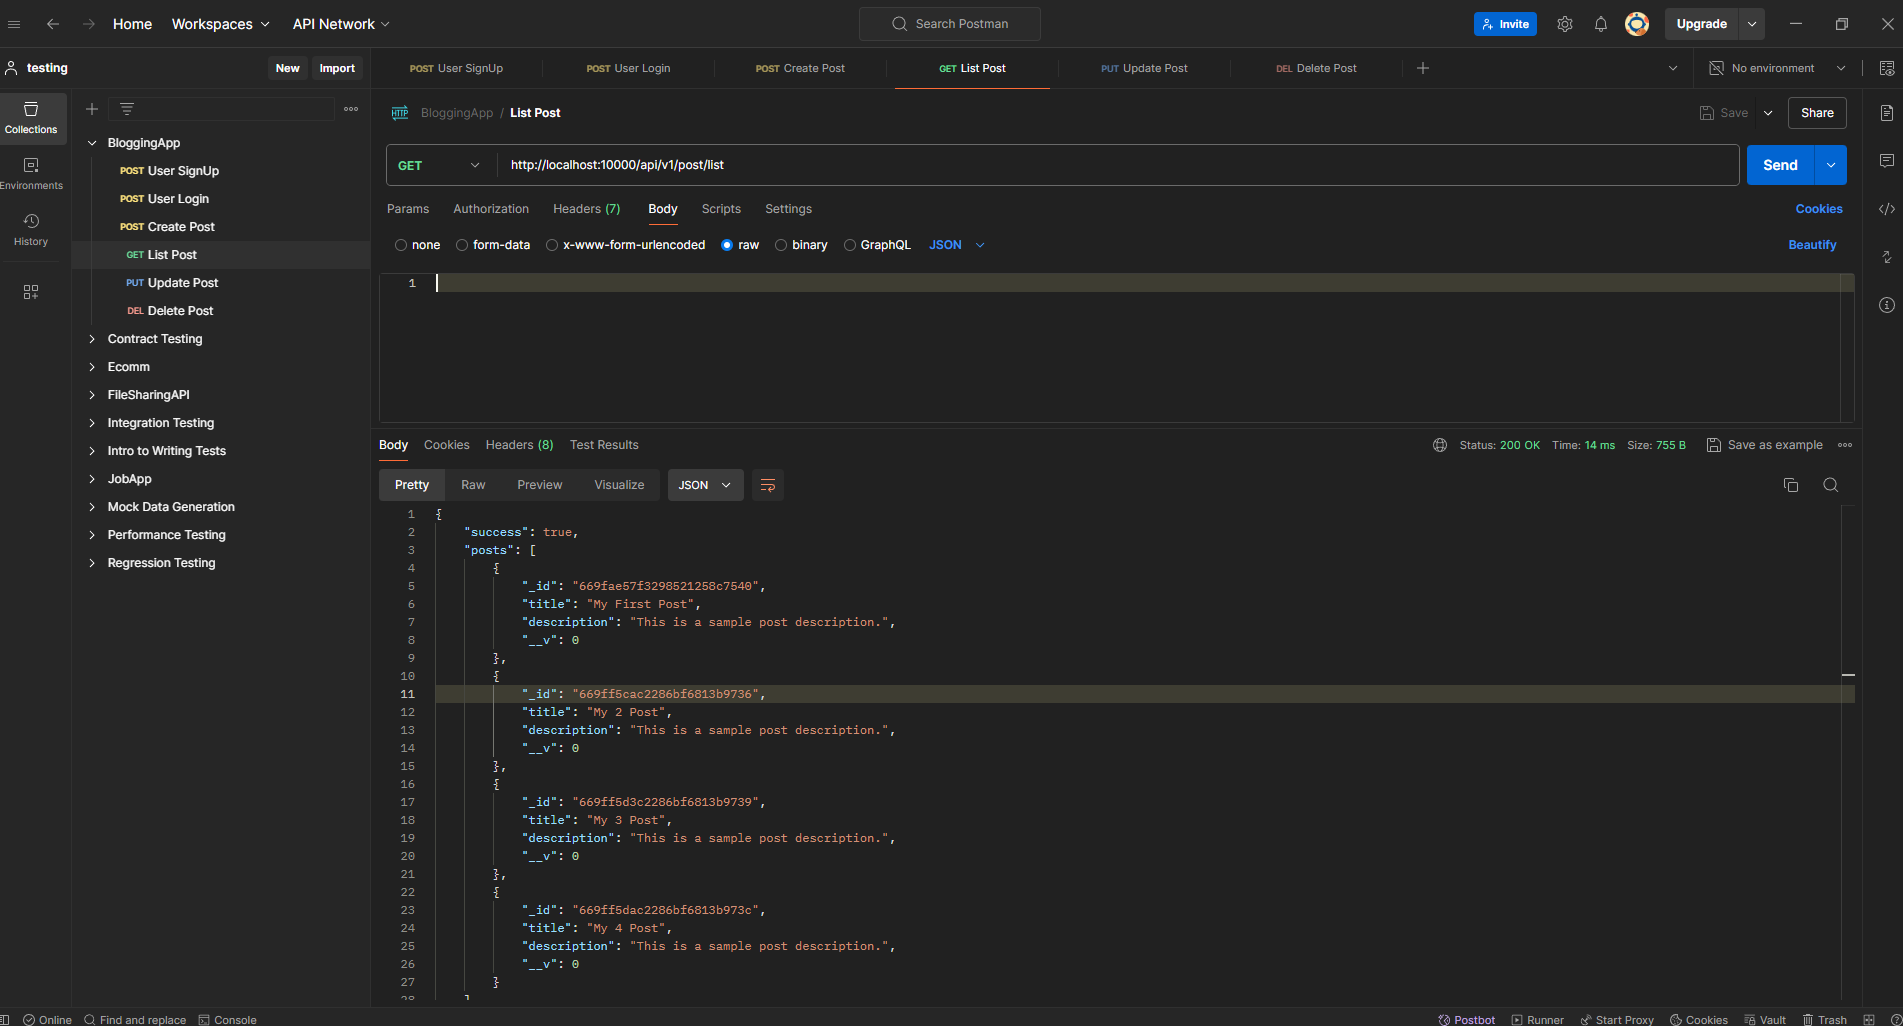 Home Workspaces API Network Search Postman Invite Upgrade
testing New Import POST User SignUp POST User Login POST Create Post GET List Post PUT Update Post DEL Delete Post No environment
Collections
Environments
History
BloggingApp
POST User SignUp
POST User Login
POST Create Post
GET List Post
PUT Update Post
DEL Delete Post
Contract Testing
Ecomm
FileSharingAPI
Integration Testing
Intro to Writing Tests
JobApp
Mock Data Generation
Performance Testing
Regression Testing
HTTP BloggingApp / List Post Save Share
GET http://localhost:10000/api/v1/post/list Send
Params Authorization Headers (7) Body Scripts Settings Cookies
none form-data x-www-form-urlencoded raw binary GraphQL JSON Beautify
1
Body Cookies Headers (8) Test Results Status: 200 OK Time: 14 ms Size: 755 B Save as example
Pretty Raw Preview Visualize JSON
1 {
2 "success": true,
3 "posts": [
4 {
5 "_id": "669fae57f3298521258c7540",
6 "title": "My First Post",
7 "description": "This is a sample post description.",
8 "__v": 0
9 },
10 {
11 "_id": "669ff5cac2286bf6813b9736",
12 "title": "My 2 Post",
13 "description": "This is a sample post description.",
14 "__v": 0
15 },
16 {
17 "_id": "669ff5d3c2286bf6813b9739",
18 "title": "My 3 Post",
19 "description": "This is a sample post description.",
20 "__v": 0
21 },
22 {
23 "_id": "669ff5dac2286bf6813b973c",
24 "title": "My 4 Post",
25 "description": "This is a sample post description.",
26 "__v": 0
27 }
28 ]
Online Find and replace Console Postbot Runner Start Proxy Cookies Vault Trash